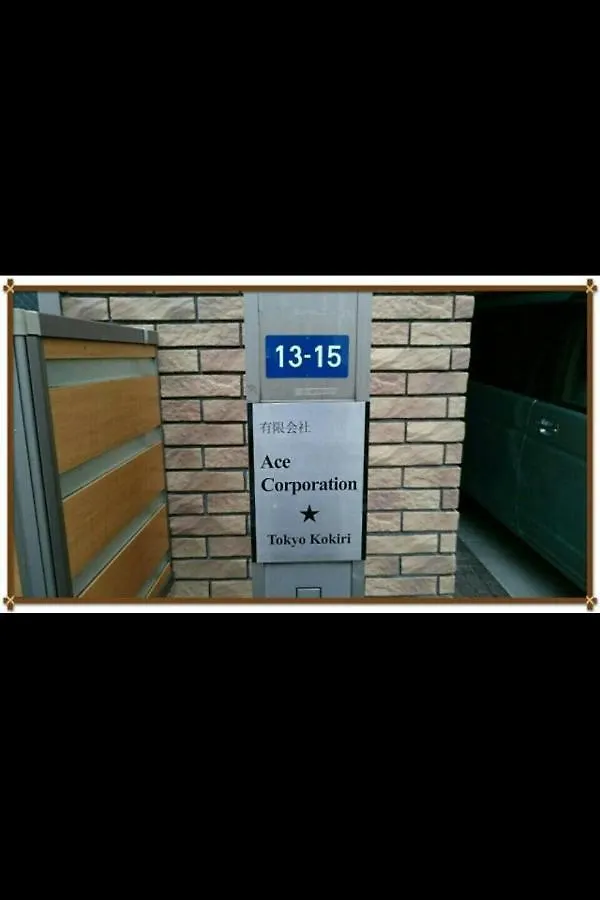 13-15
有限会社
Ace
Corporation
★
Tokyo Kokiri